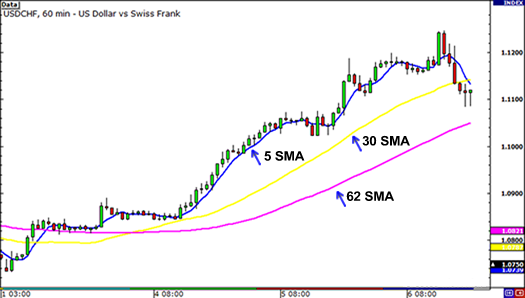 Data
INDEX
USDCHF, 60 min - US Dollar vs Swiss Frank
1.1200
1.1100
5 SMA
30 SMA
1.1000
62 SMA
1.0900
1.0821
1.0800
1.0750
1 03:00
4 08:00
5 08:00
6 08:00